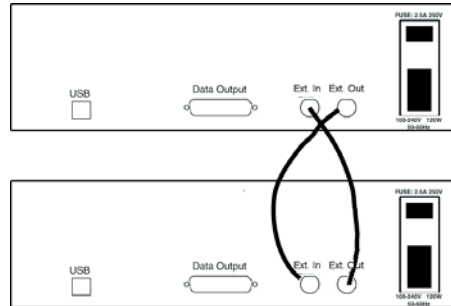 FUSE: 2.5A 250V
USB
Data Output
Ext. In
Ext. Out
100-240V 120W
50-60Hz
FUSE: 2.5A 250V
USB
Data Output
Ext. In
Ext. Out
100-240V 120W
50-60Hz